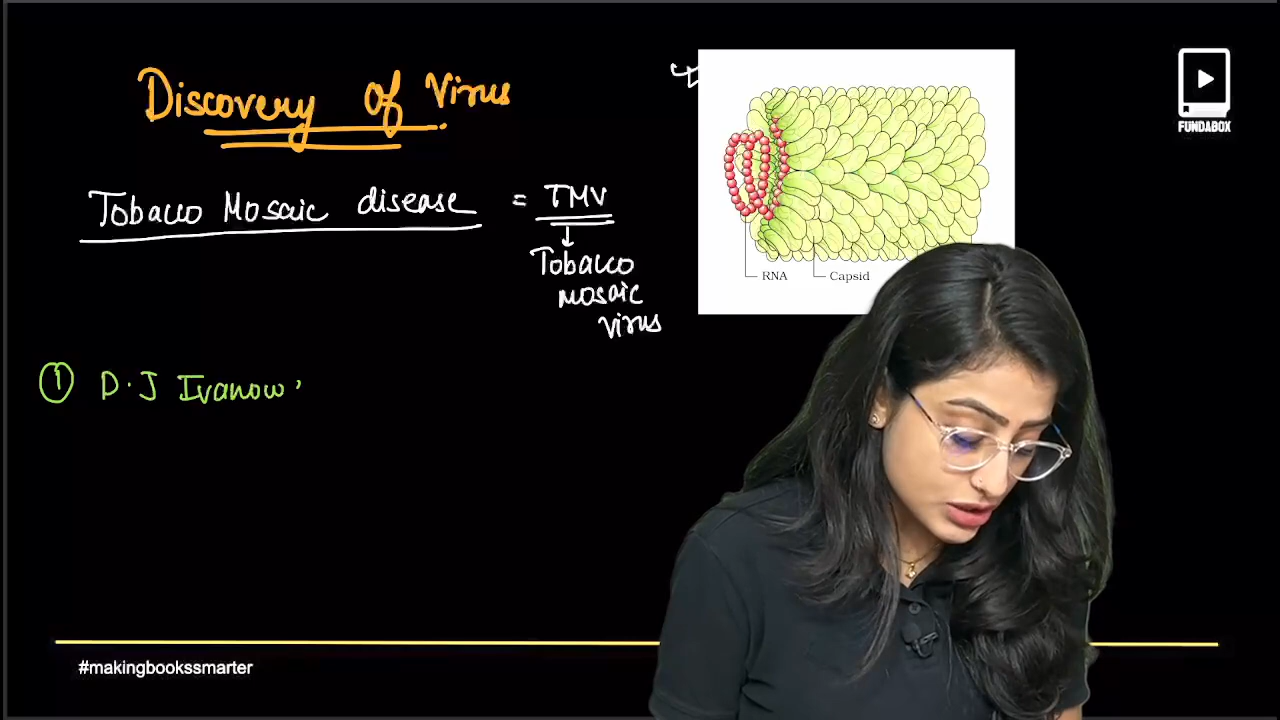 Discovery of Virus
FUNDABOX
Tobacco Mosaic disease = TMV
Tobacco
mosaic
virus
RNA
Capsid
① D.J Ivanow
#makingbookssmarter